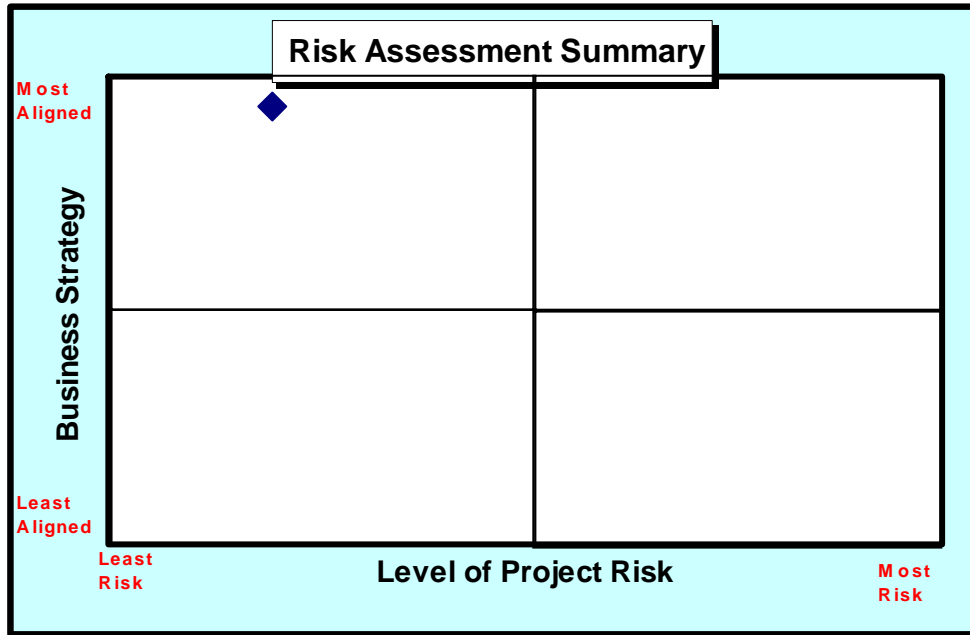 Risk Assessment Summary
Most
Aligned
Business Strategy
Least
Aligned
Least
Risk
Level of Project Risk
Most
Risk